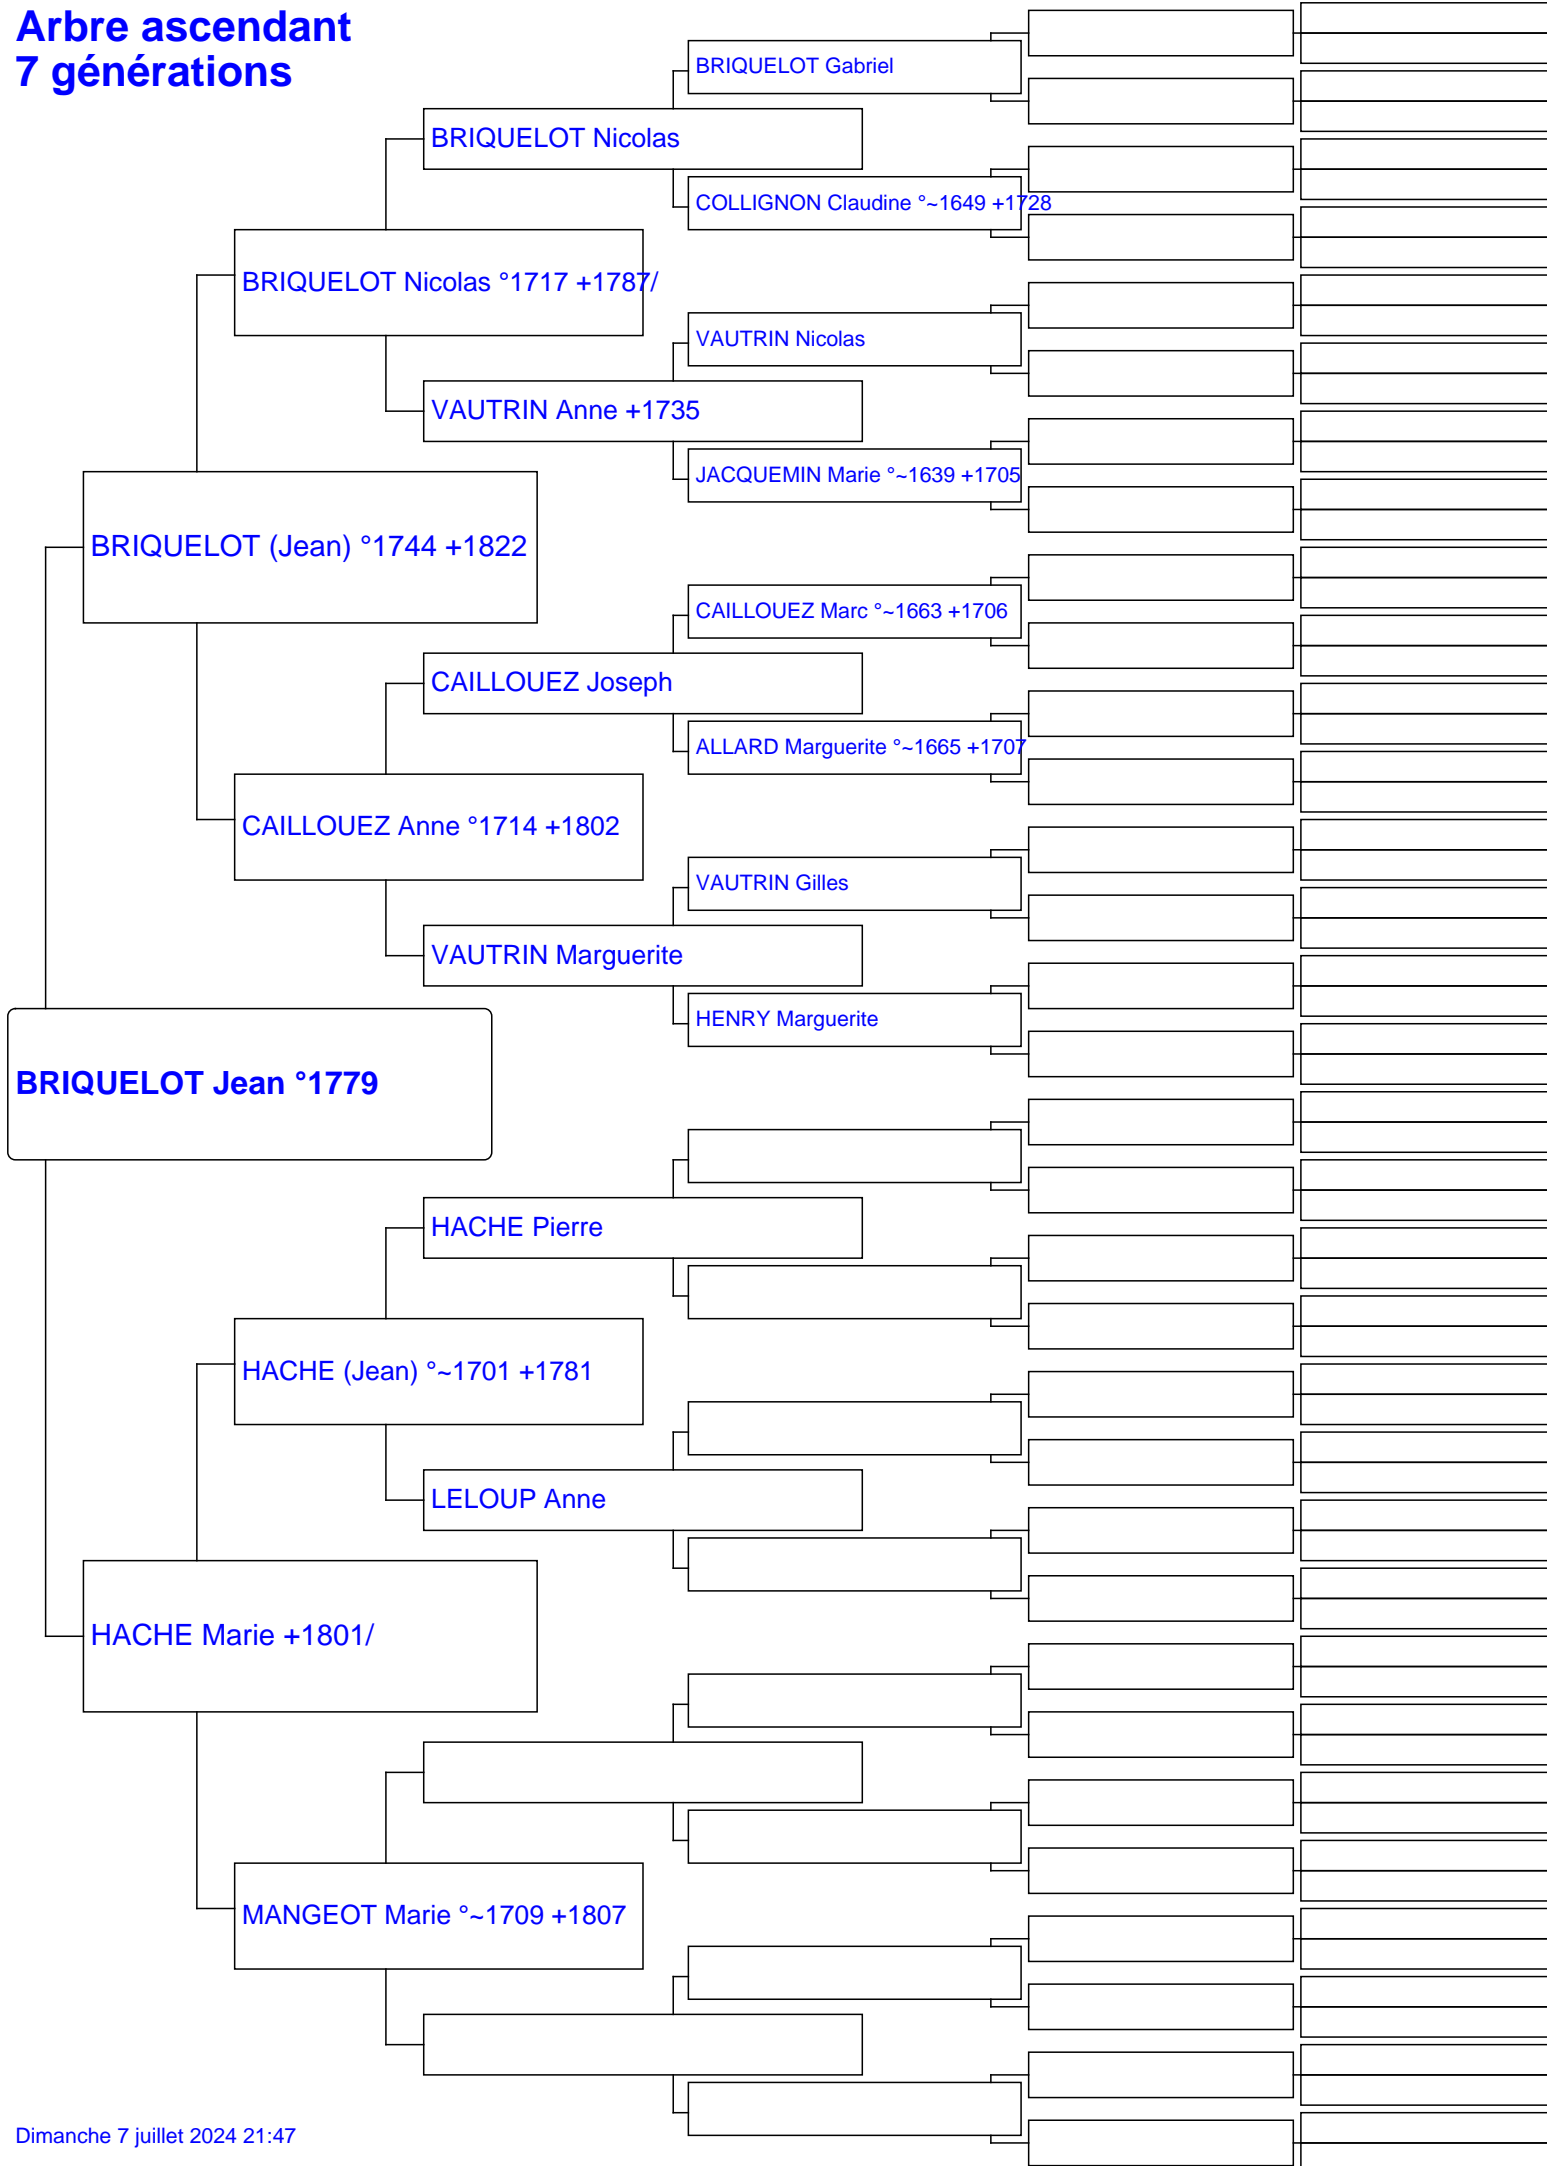 Arbre ascendant
7 générations
BRIQUELOT Gabriel
BRIQUELOT Nicolas
COLLIGNON Claudine °~1649 +1728
BRIQUELOT Nicolas °1717 +1787/
VAUTRIN Nicolas
VAUTRIN Anne +1735
JACQUEMIN Marie °~1639 +1705
BRIQUELOT (Jean) °1744 +1822
CAILLOUEZ Marc °~1663 +1706
CAILLOUEZ Joseph
ALLARD Marguerite °~1665 +1707
CAILLOUEZ Anne °1714 +1802
VAUTRIN Gilles
VAUTRIN Marguerite
HENRY Marguerite
BRIQUELOT Jean °1779
HACHE Pierre
HACHE (Jean) °~1701 +1781
LELOUP Anne
HACHE Marie +1801/
MANGEOT Marie °~1709 +1807
Dimanche 7 juillet 2024 21:47